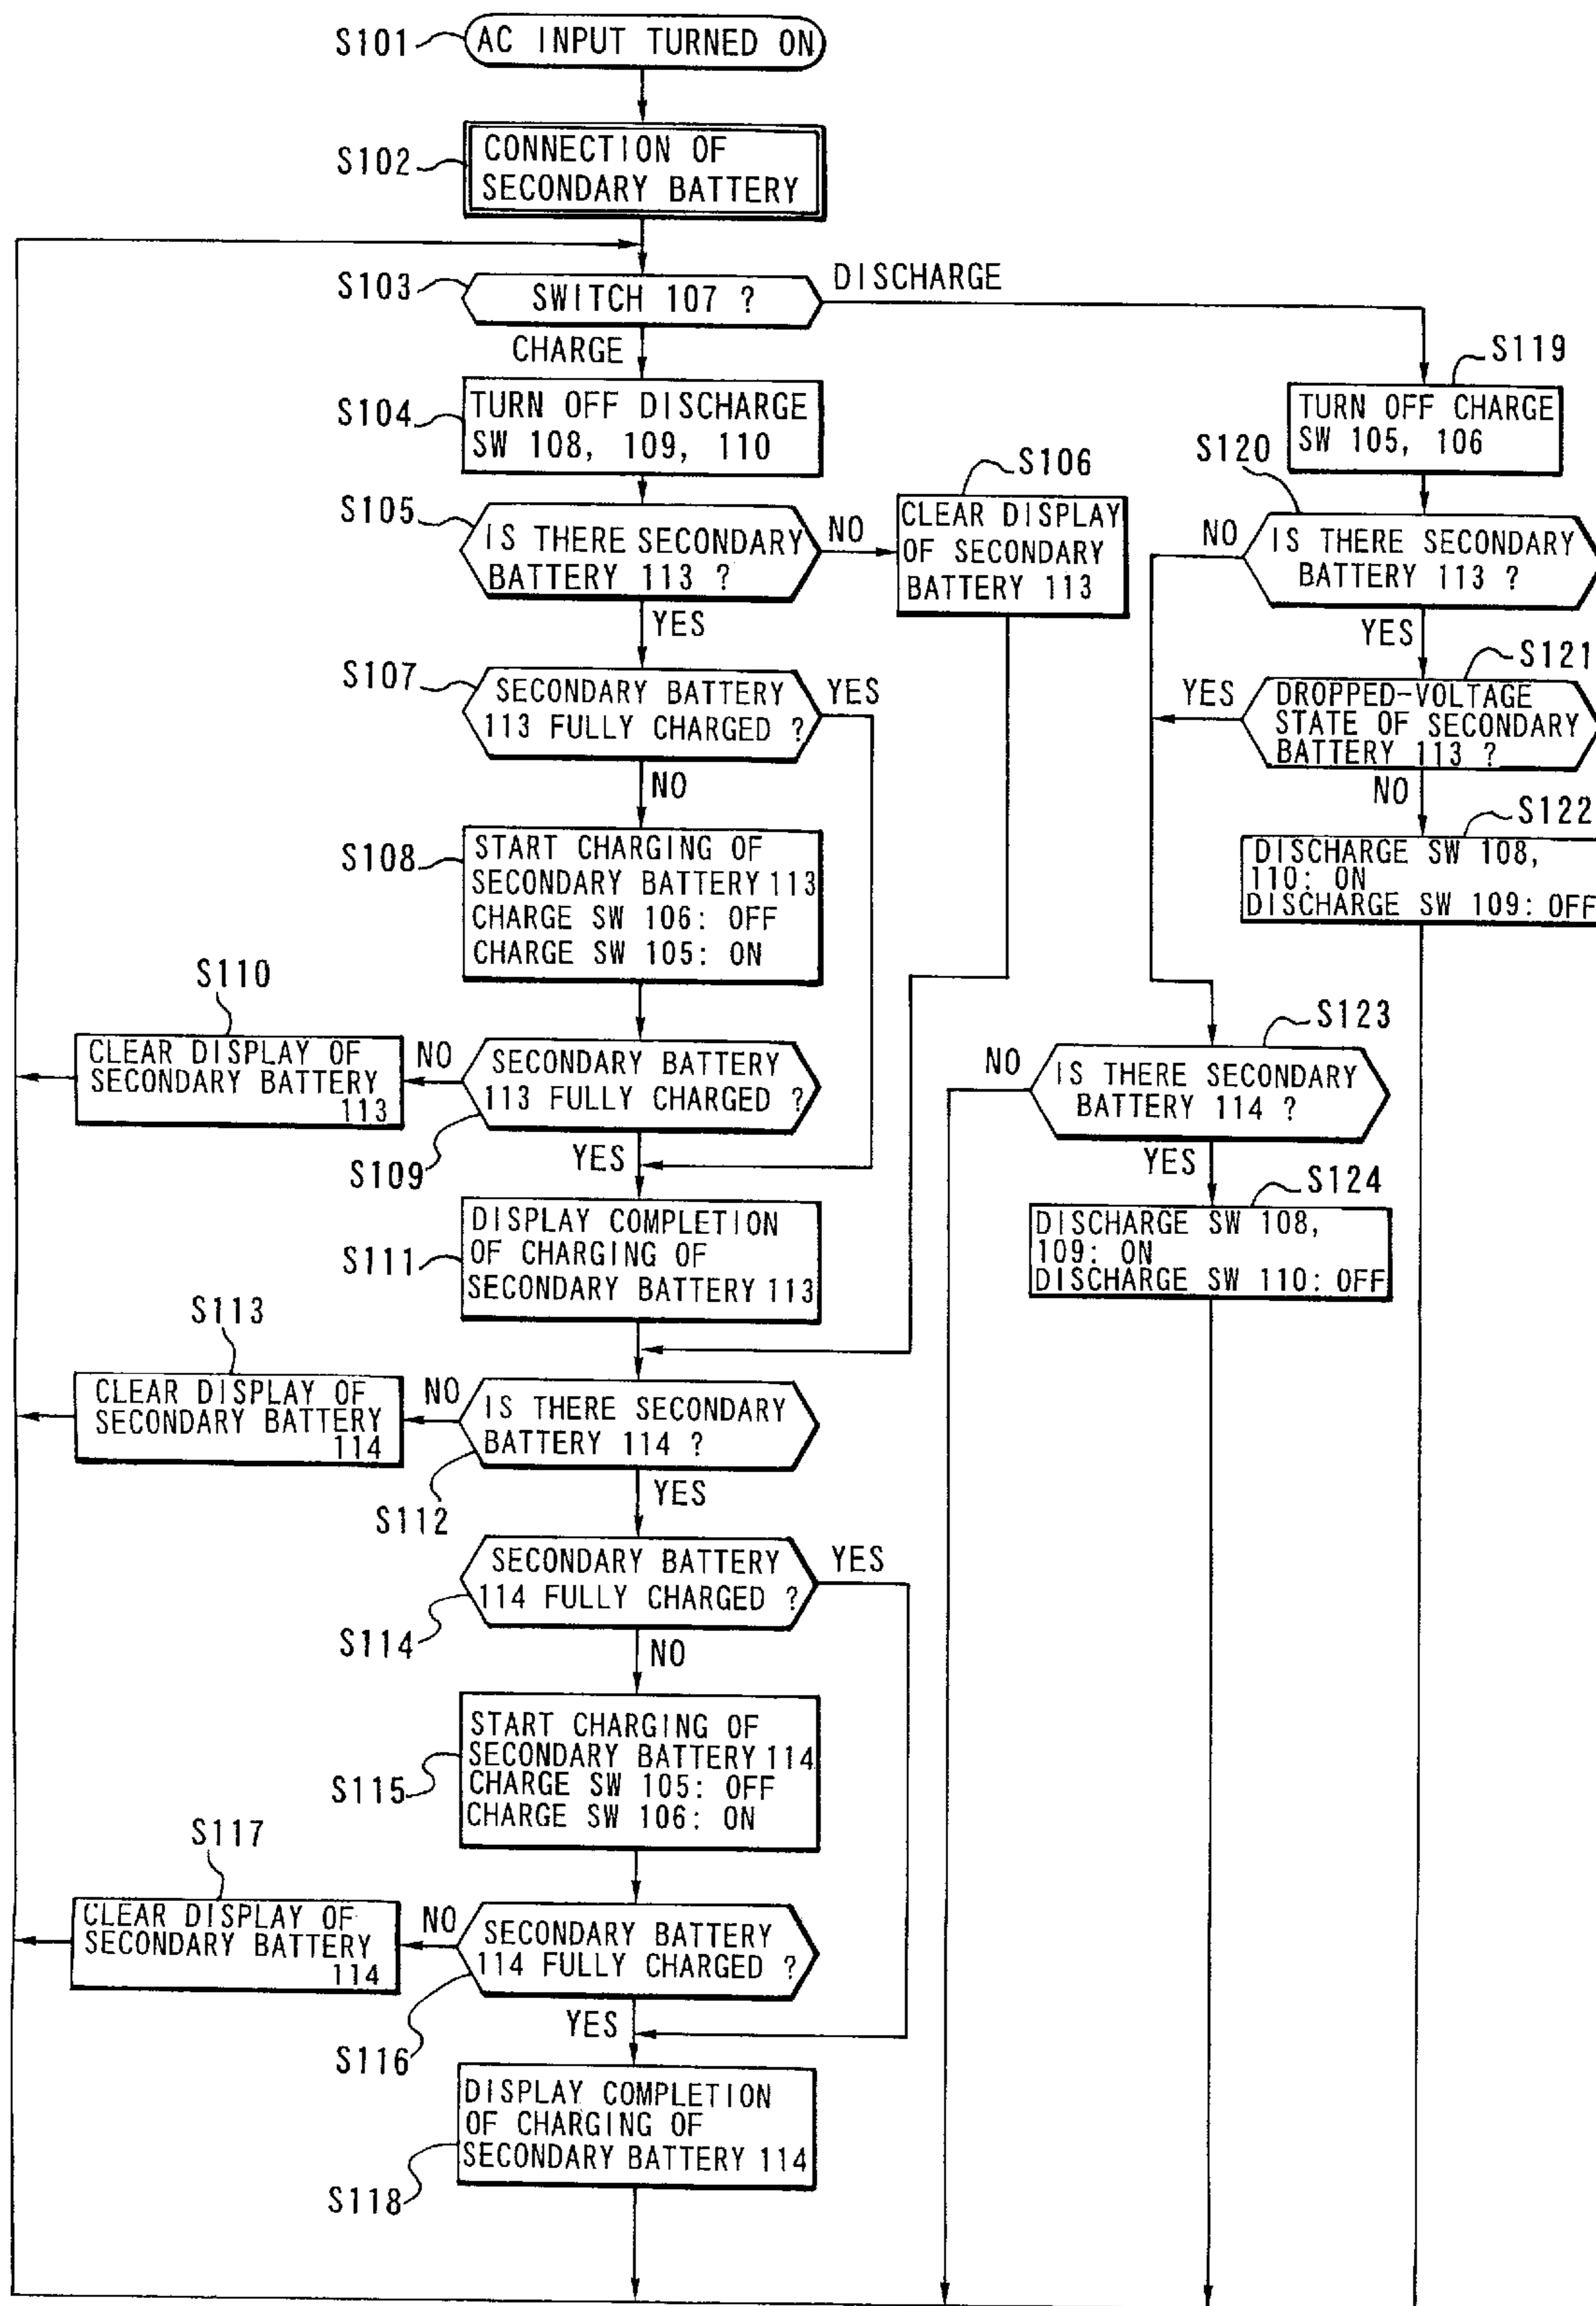 S101
AC INPUT TURNED ON
S102
CONNECTION OF
SECONDARY BATTERY
S103
SWITCH 107 ?
DISCHARGE
CHARGE
S104
TURN OFF DISCHARGE
SW 108, 109, 110
S105
IS THERE SECONDARY
BATTERY 113 ?
NO
YES
S106
CLEAR DISPLAY
OF SECONDARY
BATTERY 113
S107
SECONDARY BATTERY
113 FULLY CHARGED ?
YES
NO
S108
START CHARGING OF
SECONDARY BATTERY 113
CHARGE SW 106: OFF
CHARGE SW 105: ON
S110
CLEAR DISPLAY OF
SECONDARY BATTERY
113
NO
SECONDARY BATTERY
113 FULLY CHARGED ?
S109
YES
S111
DISPLAY COMPLETION
OF CHARGING OF
SECONDARY BATTERY 113
S113
CLEAR DISPLAY OF
SECONDARY BATTERY
114
NO
IS THERE SECONDARY
BATTERY 114 ?
S112
YES
SECONDARY BATTERY
114 FULLY CHARGED ?
YES
S114
NO
S115
START CHARGING OF
SECONDARY BATTERY 114
CHARGE SW 105: OFF
CHARGE SW 106: ON
S117
CLEAR DISPLAY OF
SECONDARY BATTERY
114
NO
SECONDARY BATTERY
114 FULLY CHARGED ?
S116
YES
DISPLAY COMPLETION
OF CHARGING OF
SECONDARY BATTERY 114
S118
S119
TURN OFF CHARGE
SW 105, 106
S120
NO
IS THERE SECONDARY
BATTERY 113 ?
YES
S121
YES
DROPPED-VOLTAGE
STATE OF SECONDARY
BATTERY 113 ?
NO
S122
DISCHARGE SW 108,
110: ON
DISCHARGE SW 109: OFF
S123
NO
IS THERE SECONDARY
BATTERY 114 ?
YES
S124
DISCHARGE SW 108,
109: ON
DISCHARGE SW 110: OFF